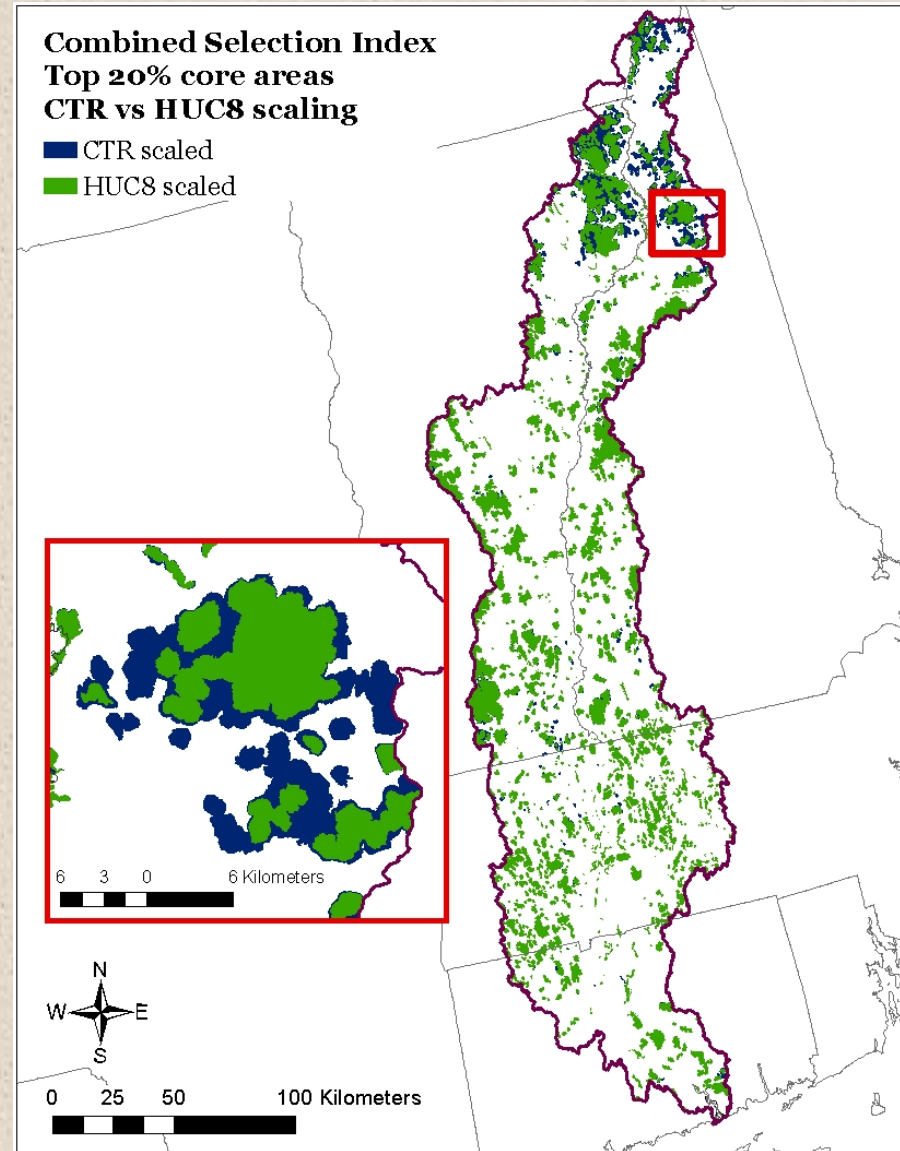 Combined Selection Index
Top 20% core areas
CTR vs HUC8 scaling
CTR scaled
HUC8 scaled
6 3 0 6 Kilometers
N
W E
S
0 25 50 100 Kilometers